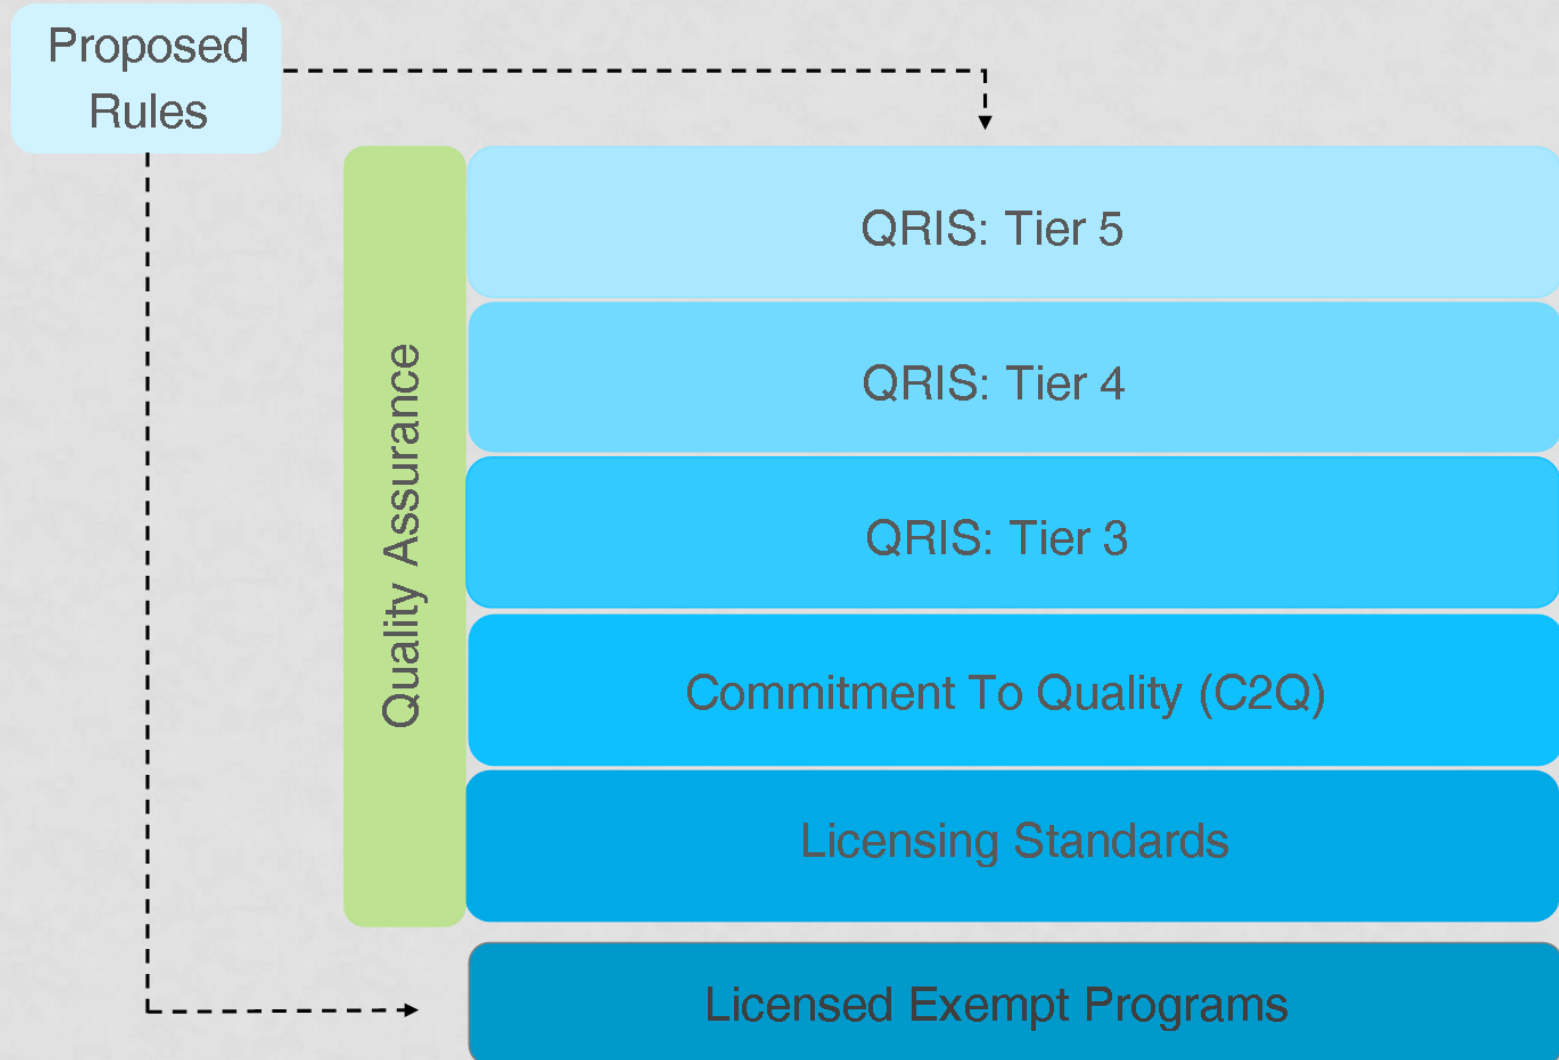 Proposed
Rules
QRIS: Tier 5
QRIS: Tier 4
Quality Assurance
QRIS: Tier 3
Commitment To Quality (C2Q)
Licensing Standards
Licensed Exempt Programs